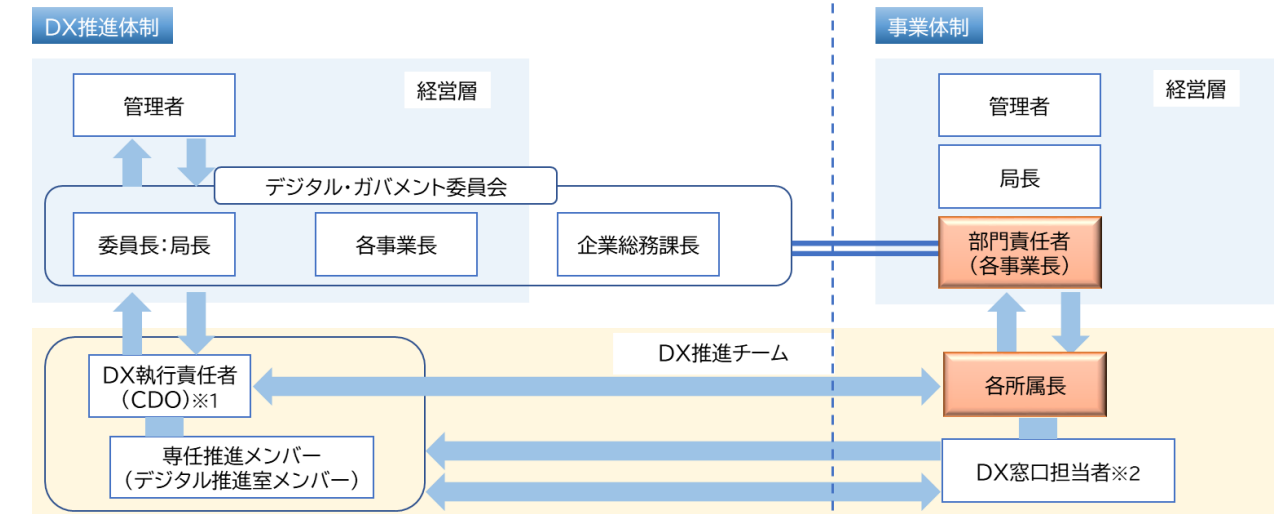 DX推進体制
事業体制
経営層
管理者
デジタル・ガバメント委員会
委員長：局長
各事業長
企業総務課長
経営層
管理者
局長
部門責任者
（各事業長）
DX推進チーム
DX執行責任者
（CDO）※1
専任推進メンバー
（デジタル推進室メンバー）
各所属長
DX窓口担当者※2